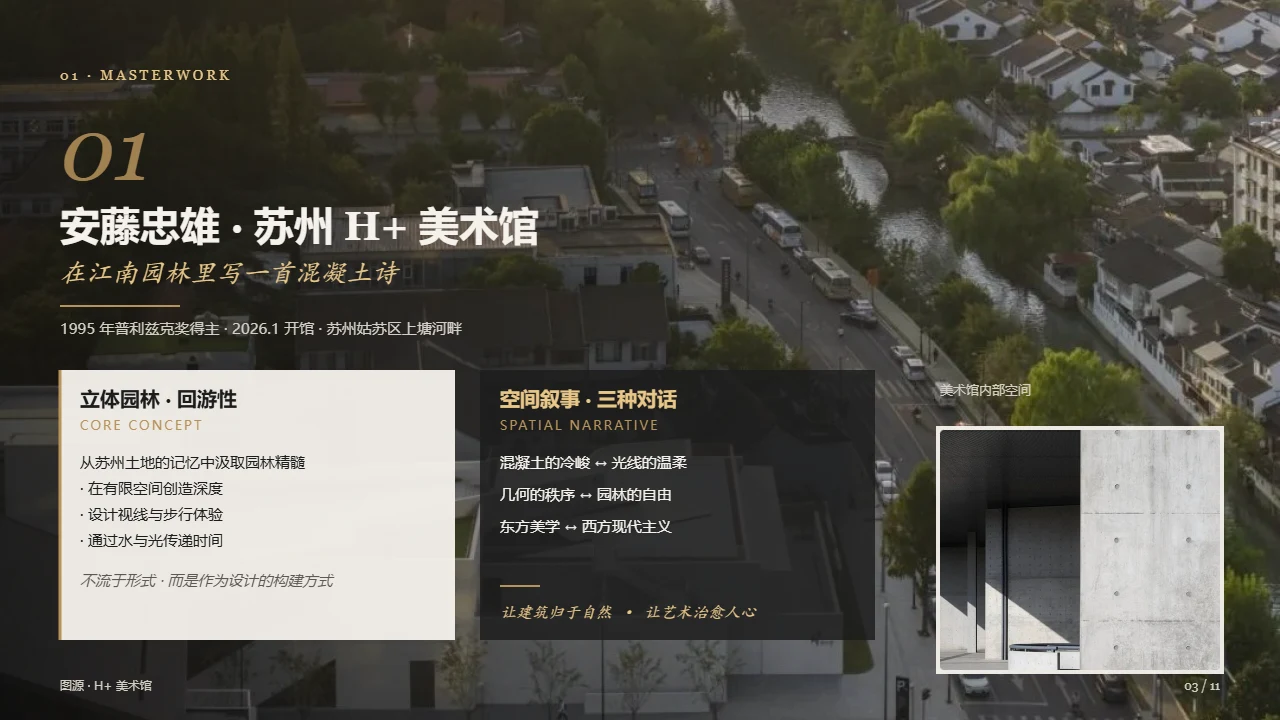 01 · MASTERWORK
01
安藤忠雄 · 苏州 H+ 美术馆
在江南园林里写一首混凝土诗
1995 年普利兹克奖得主 · 2026.1 开馆 · 苏州姑苏区上塘河畔
立体园林 · 回游性
CORE CONCEPT
从苏州土地的记忆中汲取园林精髓
· 在有限空间创造深度
· 设计视线与步行体验
· 通过水与光传递时间
不流于形式 · 而是作为设计的构建方式
空间叙事 · 三种对话
SPATIAL NARRATIVE
混凝土的冷峻 ↔ 光线的温柔
几何的秩序 ↔ 园林的自由
东方美学 ↔ 西方现代主义
让建筑归于自然 • 让艺术治愈人心
美术馆内部空间
图源 · H+ 美术馆
03 / 11